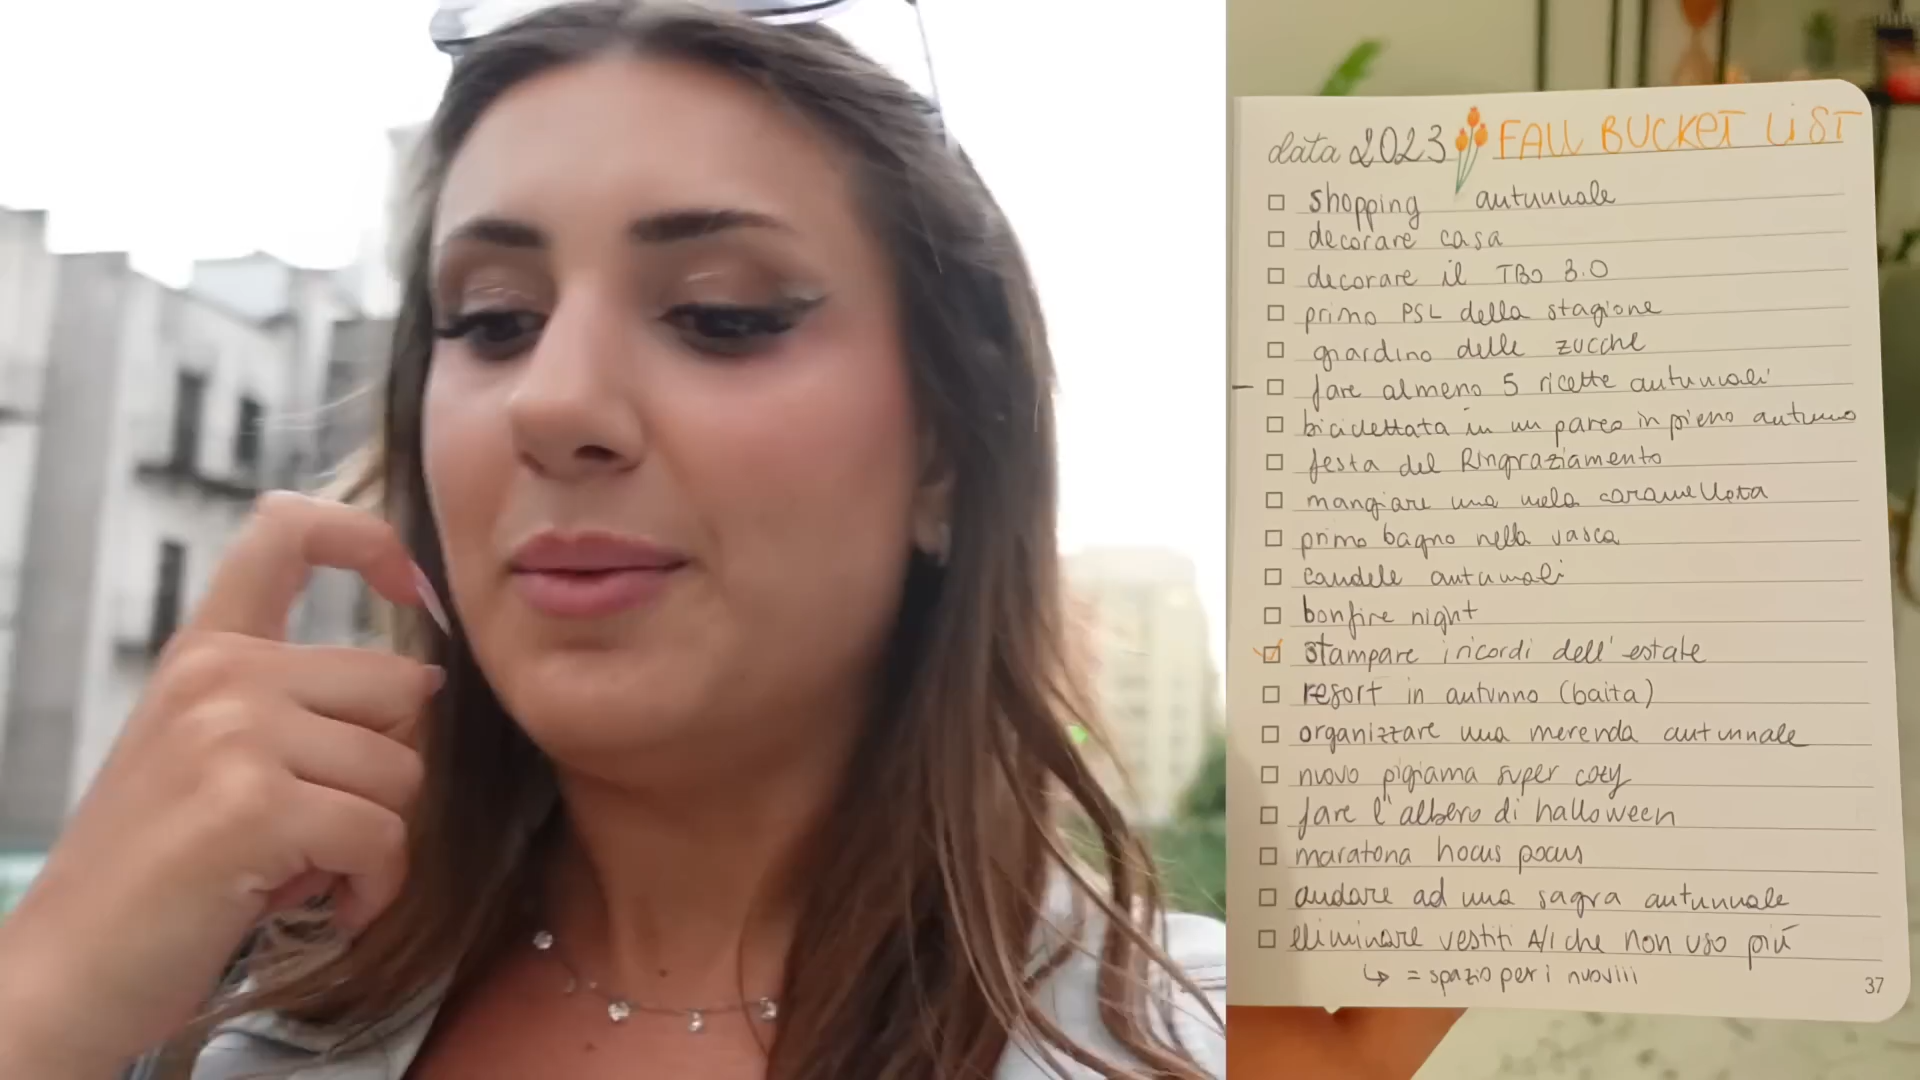 data 2023 FALL BUCKET LIST
shopping autunnale
decorare casa
decorare il TBO 3.0
primo PSL della stagione
giardino delle zucche
fare almeno 5 ricette autunnali
biciclettata in un parco in pieno autunno
festa del Ringraziamento
mangiare una mela caramellata
primo bagno nella vasca
candele autunnali
bonfire night
stampare i ricordi dell'estate
resort in autunno (baita)
organizzare una merenda autunnale
nuovo pigiama super cozy
fare l'albero di halloween
maratona hocus pocus
andare ad una sagra autunnale
eliminare vestiti A/I che non uso più
↳ = spazio per i nuoviii
37